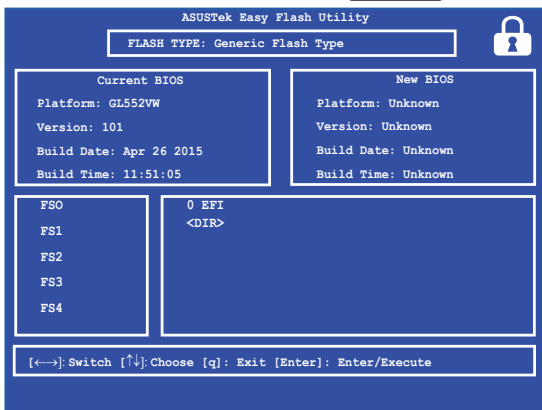 ASUSTek Easy Flash Utility
FLASH TYPE: Generic Flash Type
Current BIOS
Platform: GL552VW
Version: 101
Build Date: Apr 26 2015
Build Time: 11:51:05
New BIOS
Platform: Unknown
Version: Unknown
Build Date: Unknown
Build Time: Unknown
FSO
FS1
FS2
FS3
FS4
0 EFI
<DIR>
[←→]: Switch [↑↓]: Choose [q]: Exit [Enter]: Enter/Execute